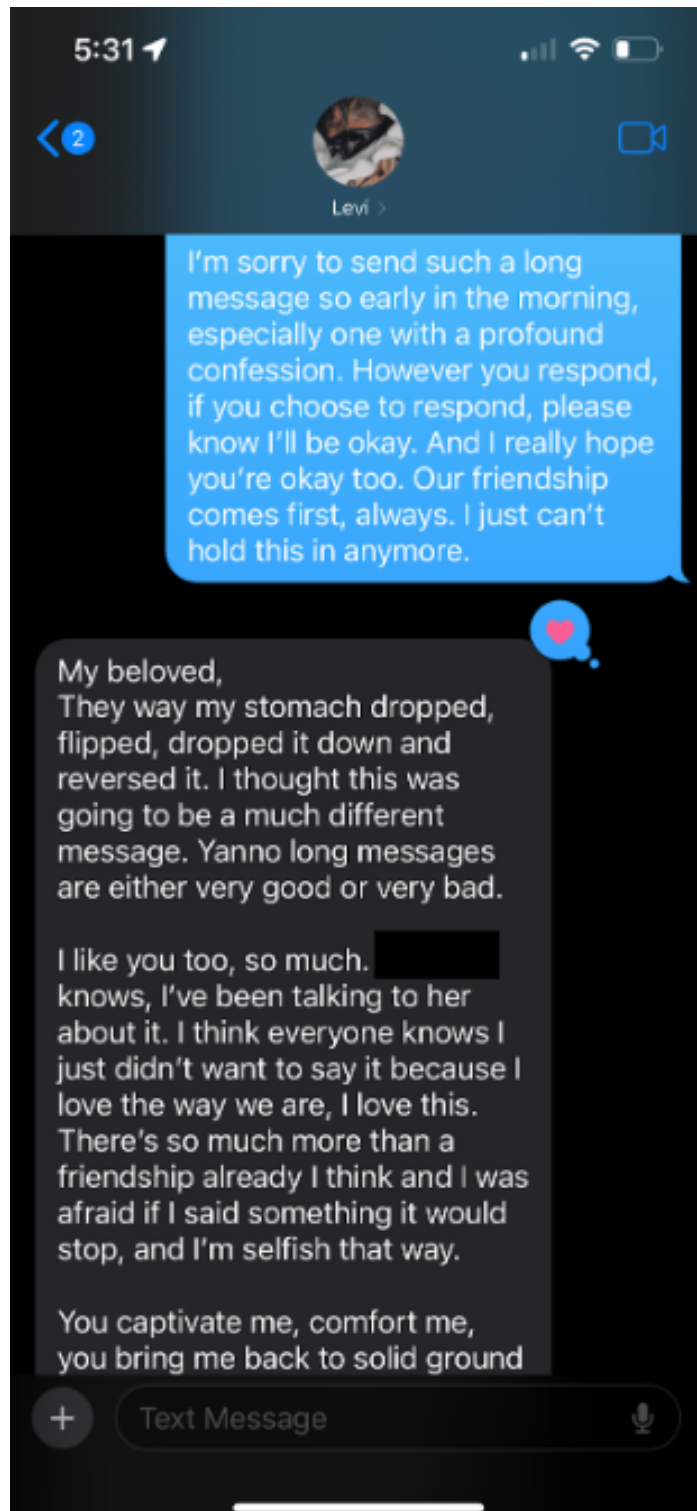 5:31
2
Levi
I'm sorry to send such a long
message so early in the morning,
especially one with a profound
confession. However you respond,
if you choose to respond, please
know I'll be okay. And I really hope
you're okay too. Our friendship
comes first, always. I just can't
hold this in anymore.
My beloved,
They way my stomach dropped,
flipped, dropped it down and
reversed it. I thought this was
going to be a much different
message. Yanno long messages
are either very good or very bad.
I like you too, so much.
knows, I've been talking to her
about it. I think everyone knows I
just didn't want to say it because I
love the way we are, I love this.
There's so much more than a
friendship already I think and I was
afraid if I said something it would
stop, and I'm selfish that way.
You captivate me, comfort me,
you bring me back to solid ground
Text Message